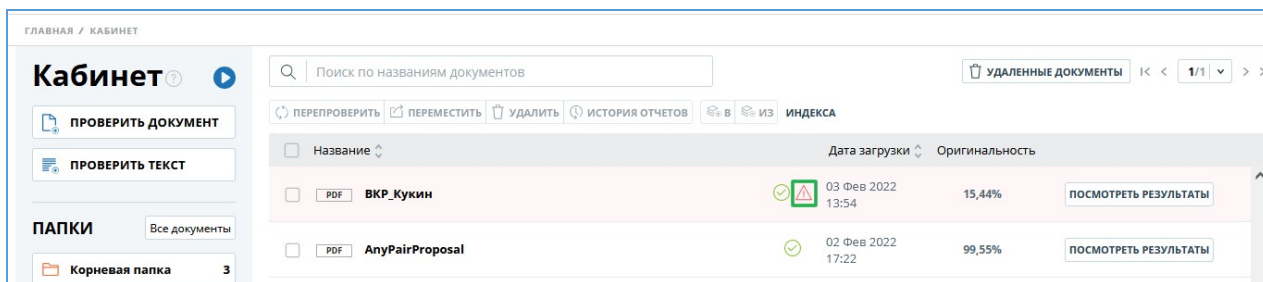 ГЛАВНАЯ / КАБИНЕТ
Кабинет ?
Поиск по названиям документов
УДАЛЕННЫЕ ДОКУМЕНТЫ
1/1
ПРОВЕРИТЬ ДОКУМЕНТ
ПЕРЕПРОВЕРИТЬ ПЕРЕМЕСТИТЬ УДАЛИТЬ ИСТОРИЯ ОТЧЕТОВ В ИЗ ИНДЕКСА
ПРОВЕРИТЬ ТЕКСТ
Название Дата загрузки Оригинальность
PDF ВКР_Кукин 03 Фев 2022 13:54 15,44% ПОСМОТРЕТЬ РЕЗУЛЬТАТЫ
ПАПКИ Все документы
PDF AnyPairProposal 02 Фев 2022 17:22 99,55% ПОСМОТРЕТЬ РЕЗУЛЬТАТЫ
Корневая папка 3